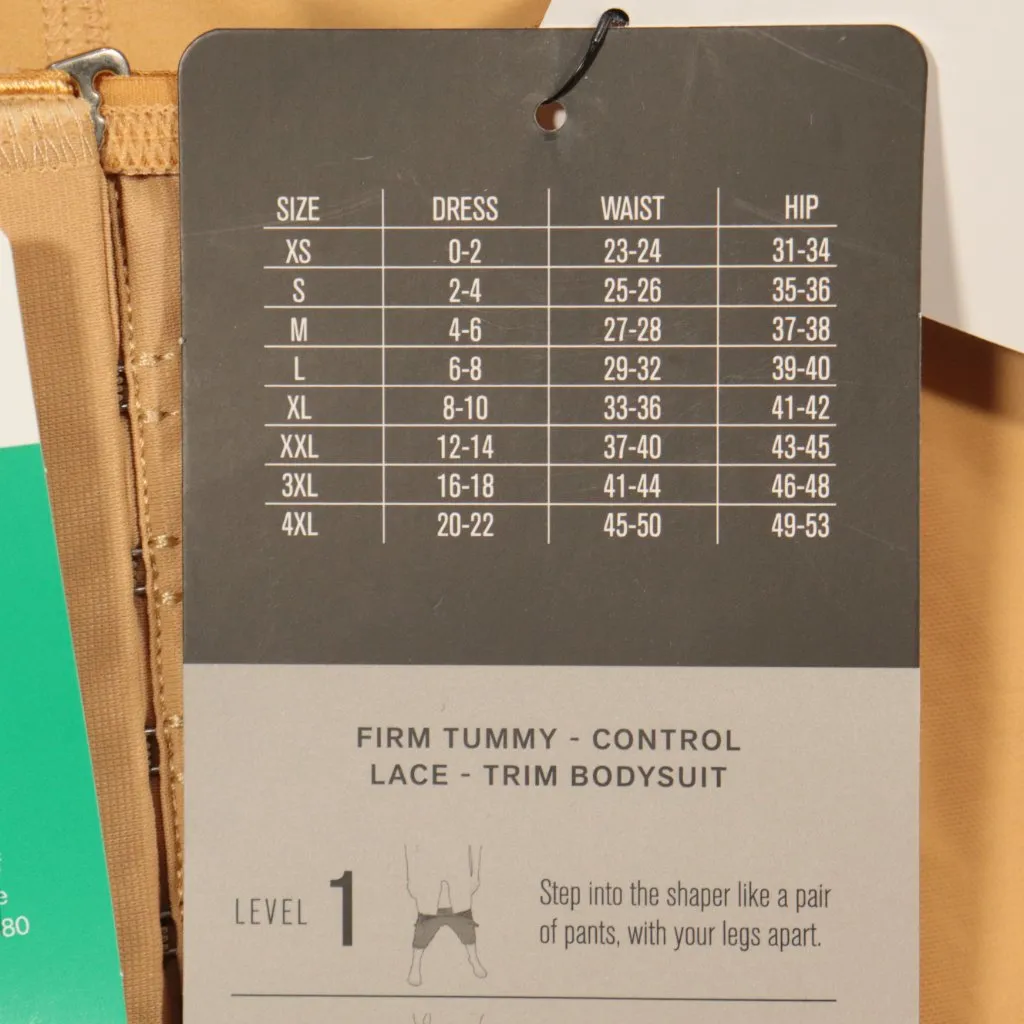 SIZE DRESS WAIST HIP
XS 0-2 23-24 31-34
S 2-4 25-26 35-36
M 4-6 27-28 37-38
L 6-8 29-32 39-40
XL 8-10 33-36 41-42
XXL 12-14 37-40 43-45
3XL 16-18 41-44 46-48
4XL 20-22 45-50 49-53
FIRM TUMMY - CONTROL
LACE - TRIM BODYSUIT
LEVEL 1
Step into the shaper like a pair
of pants, with your legs apart.
80